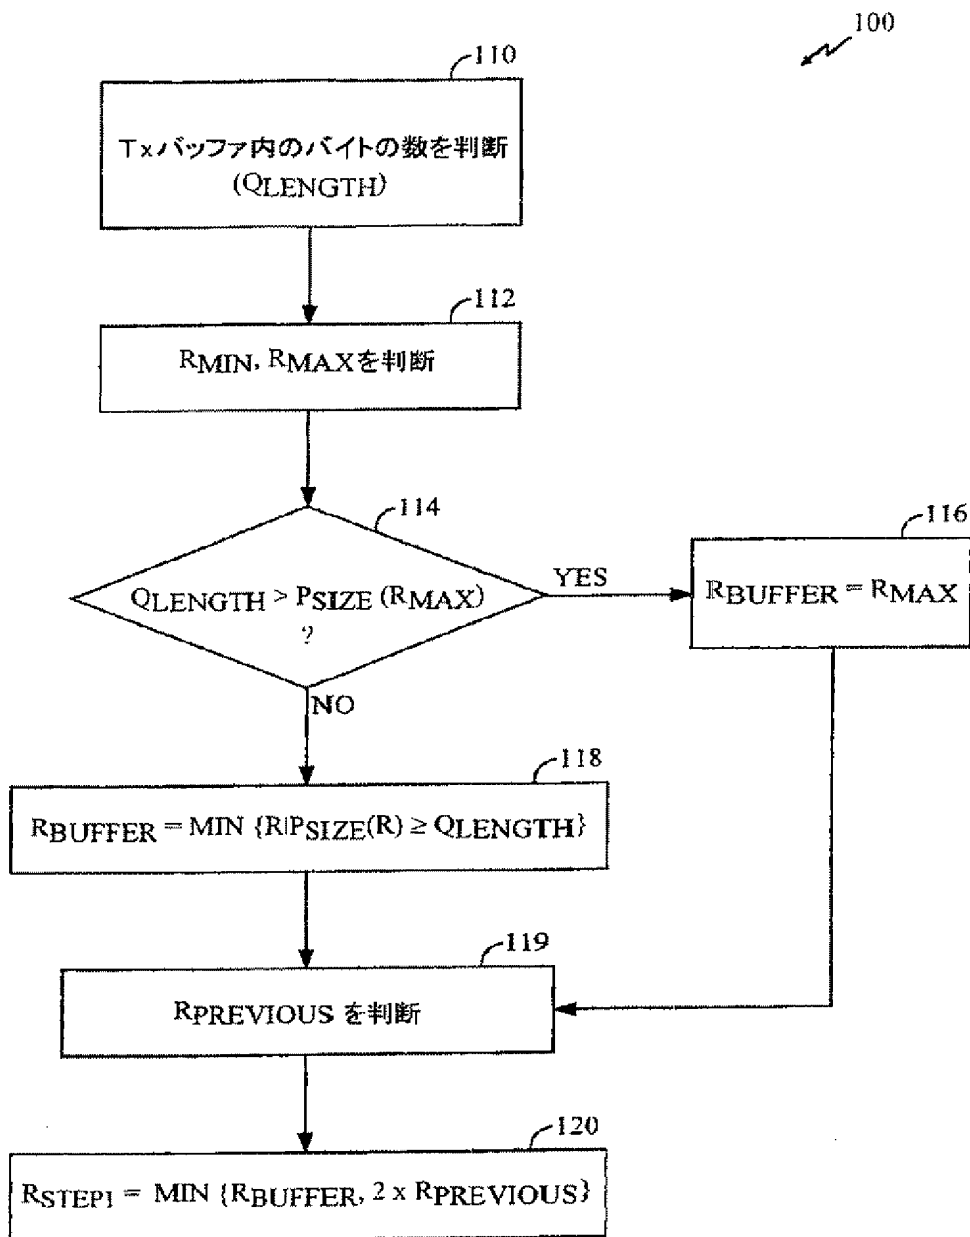 100
110
Txバッファ内のバイトの数を判断
(QLENGTH)
112
RMIN, RMAXを判断
114
QLENGTH > PSIZE (RMAX)
?
YES
116
RBUFFER = RMAX
NO
118
RBUFFER = MIN {R|PSIZE(R) ≥ QLENGTH}
119
RPREVIOUS を判断
120
RSTEP1 = MIN {RBUFFER, 2 x RPREVIOUS}